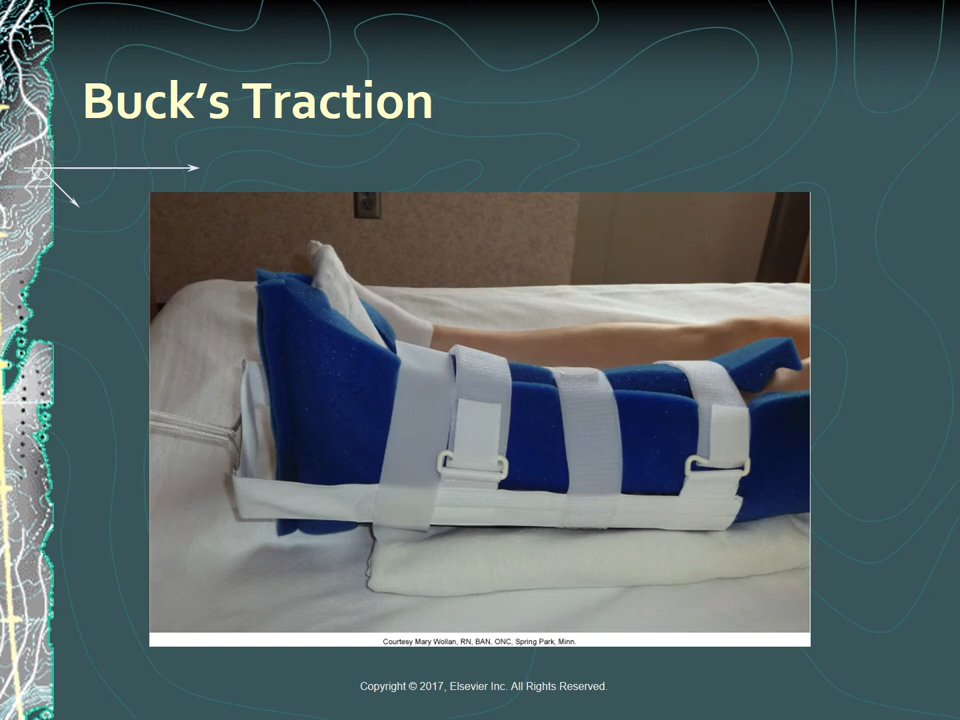 Buck’s Traction
Courtesy Mary Wollan, RN, BAN, ONC, Spring Park, Minn.
Copyright © 2017, Elsevier Inc. All Rights Reserved.